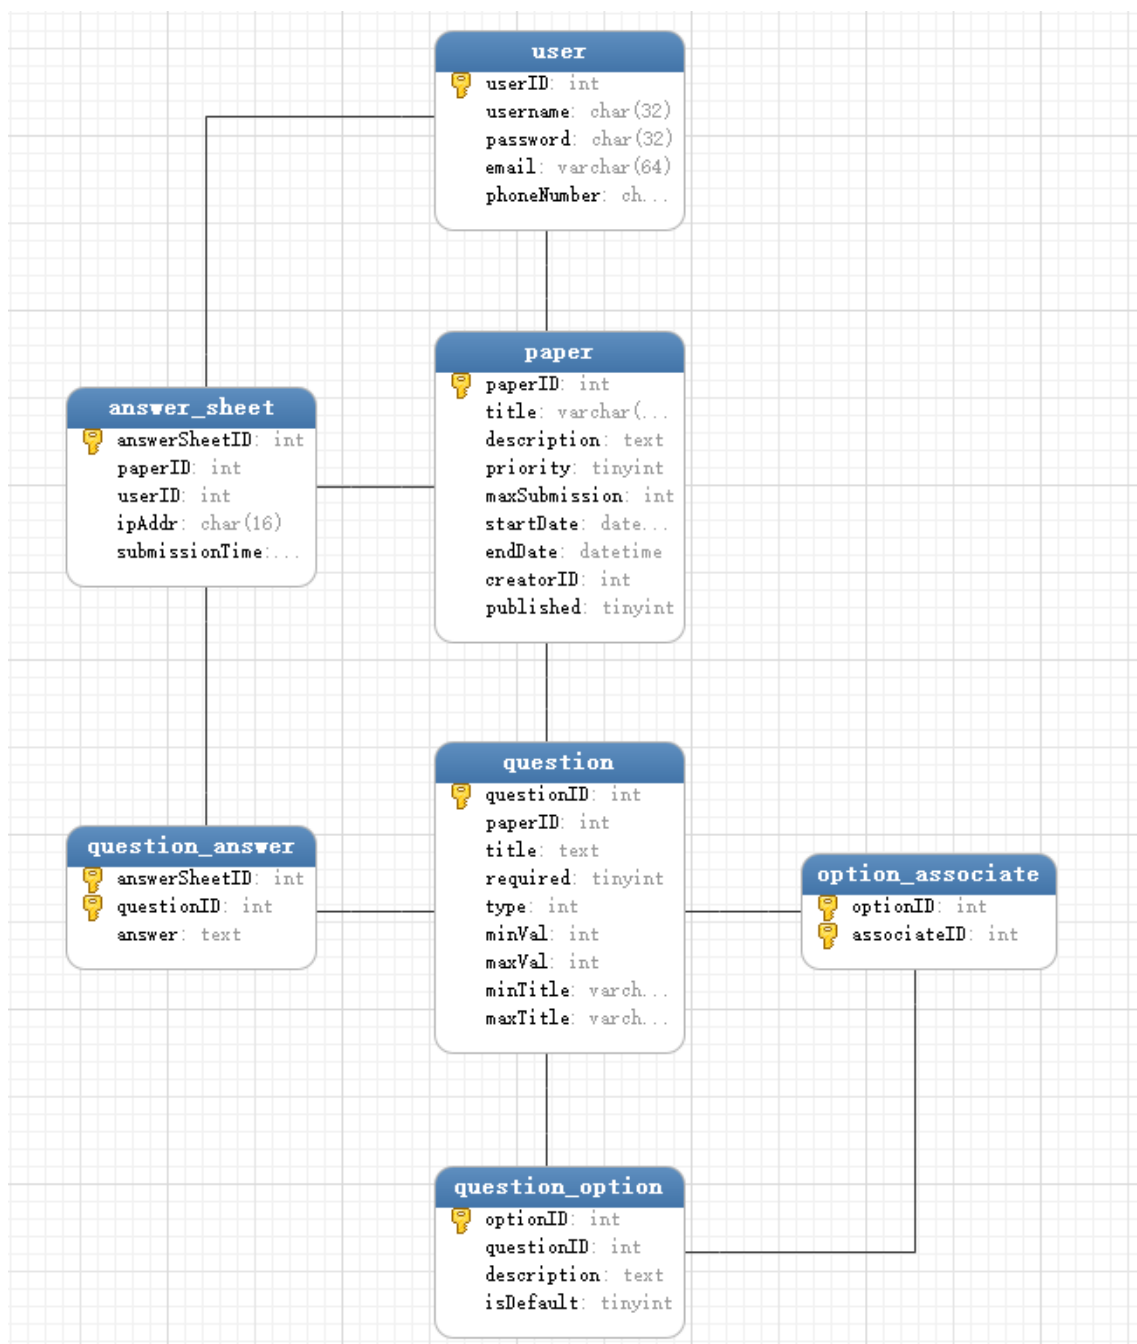 user
userID: int
username: char(32)
password: char(32)
email: varchar(64)
phoneNumber: ch...
paper
paperID: int
title: varchar(...
description: text
priority: tinyint
maxSubmission: int
startDate: date...
endDate: datetime
creatorID: int
published: tinyint
answer_sheet
answerSheetID: int
paperID: int
userID: int
ipAddr: char(16)
submissionTime:...
question
questionID: int
paperID: int
title: text
required: tinyint
type: int
minVal: int
maxVal: int
minTitle: varch...
maxTitle: varch...
question_answer
answerSheetID: int
questionID: int
answer: text
option_associate
optionID: int
associateID: int
question_option
optionID: int
questionID: int
description: text
isDefault: tinyint